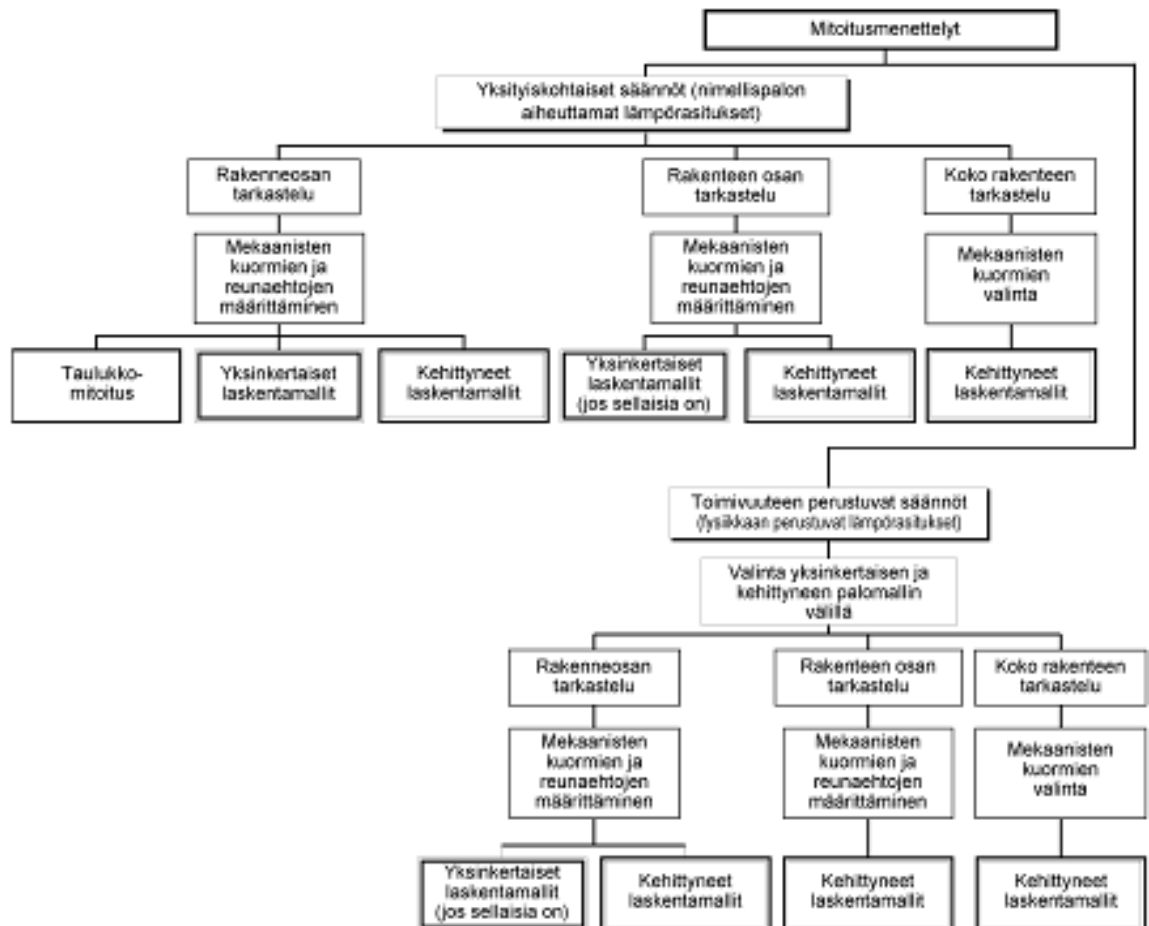 Mitoitusmenettelyt
Yksityiskohtaiset säännöt (nimellispalon
aiheuttamat lämpörasitukset)
Rakenneosan
tarkastelu
Rakenteen osan
tarkastelu
Koko rakenteen
tarkastelu
Mekaanisten
kuormien ja
reunaehtojen
määrittäminen
Mekaanisten
kuormien ja
reunaehtojen
määrittäminen
Mekaanisten
kuormien
valinta
Taulukko-
mitoitus
Yksinkertaiset
laskentamallit
Kehittyneet
laskentamallit
Yksinkertaiset
laskentamallit
(jos sellaisia on)
Kehittyneet
laskentamallit
Kehittyneet
laskentamallit
Toimivuuteen perustuvat säännöt
(fysiikkaan perustuvat lämpörasitukset)
Valinta yksinkertaisen ja
kehittyneen palomallin
välillä
Rakenneosan
tarkastelu
Rakenteen osan
tarkastelu
Koko rakenteen
tarkastelu
Mekaanisten
kuormien ja
reunaehtojen
määrittäminen
Mekaanisten
kuormien ja
reunaehtojen
määrittäminen
Mekaanisten
kuormien
valinta
Yksinkertaiset
laskentamallit
(jos sellaisia on)
Kehittyneet
laskentamallit
Kehittyneet
laskentamallit
Kehittyneet
laskentamallit